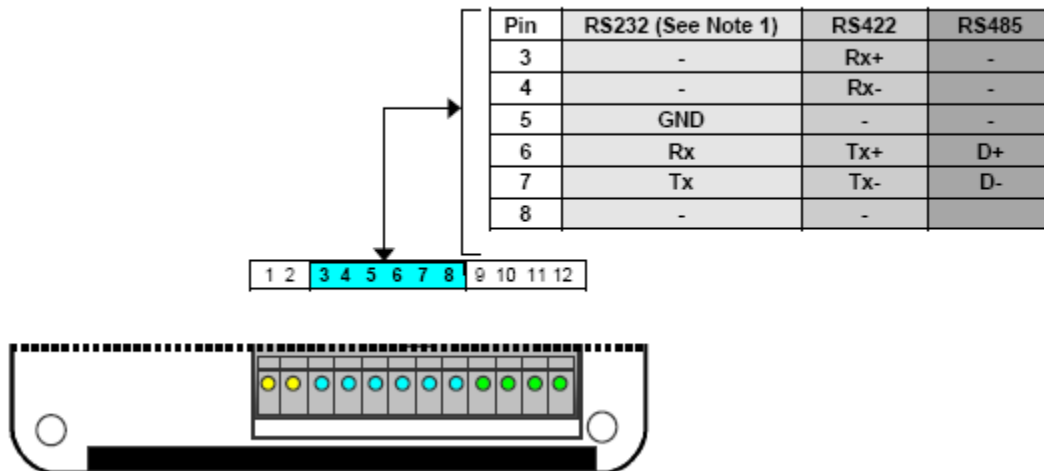 Pin RS232 (See Note 1) RS422 RS485
3 - Rx+ -
4 - Rx- -
5 GND - -
6 Rx Tx+ D+
7 Tx Tx- D-
8 - -
1 2 3 4 5 6 7 8 9 10 11 12